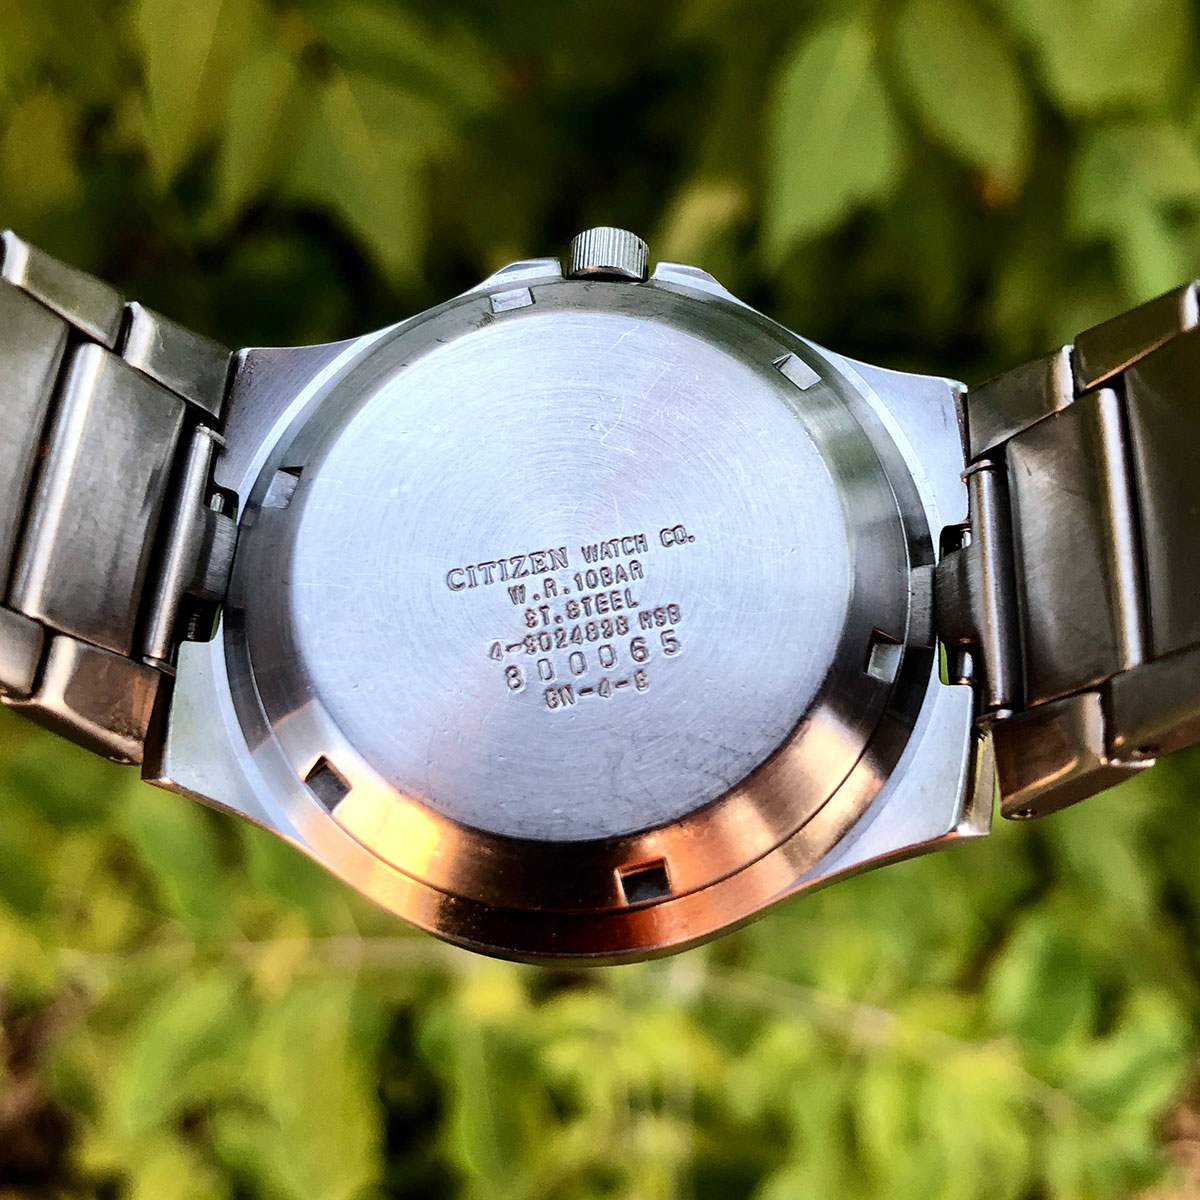 CITIZEN WATCH CO.
W.R.10BAR
ST.STEEL
4-S024898 HSB
800065
GN-4-S